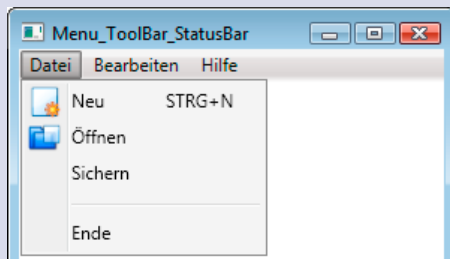 Menu_ToolBar_StatusBar
Datei Bearbeiten Hilfe
Neu STRG+N
Öffnen
Sichern
Ende